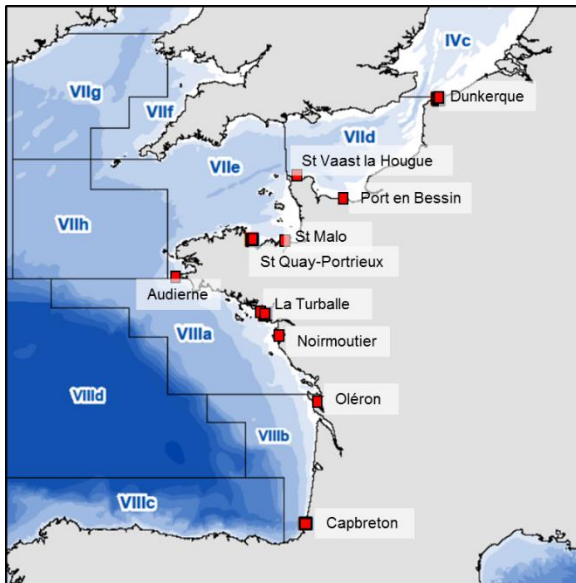 IVc
VIIg
VIIf
Dunkerque
VIId
St Vaast la Hougue
VIIe
Port en Bessin
VIIh
St Malo
St Quay-Portrieux
Audierne
La Turballe
VIIIa
Noirmoutier
VIIId
Oléron
VIIIb
VIIIc
Capbreton